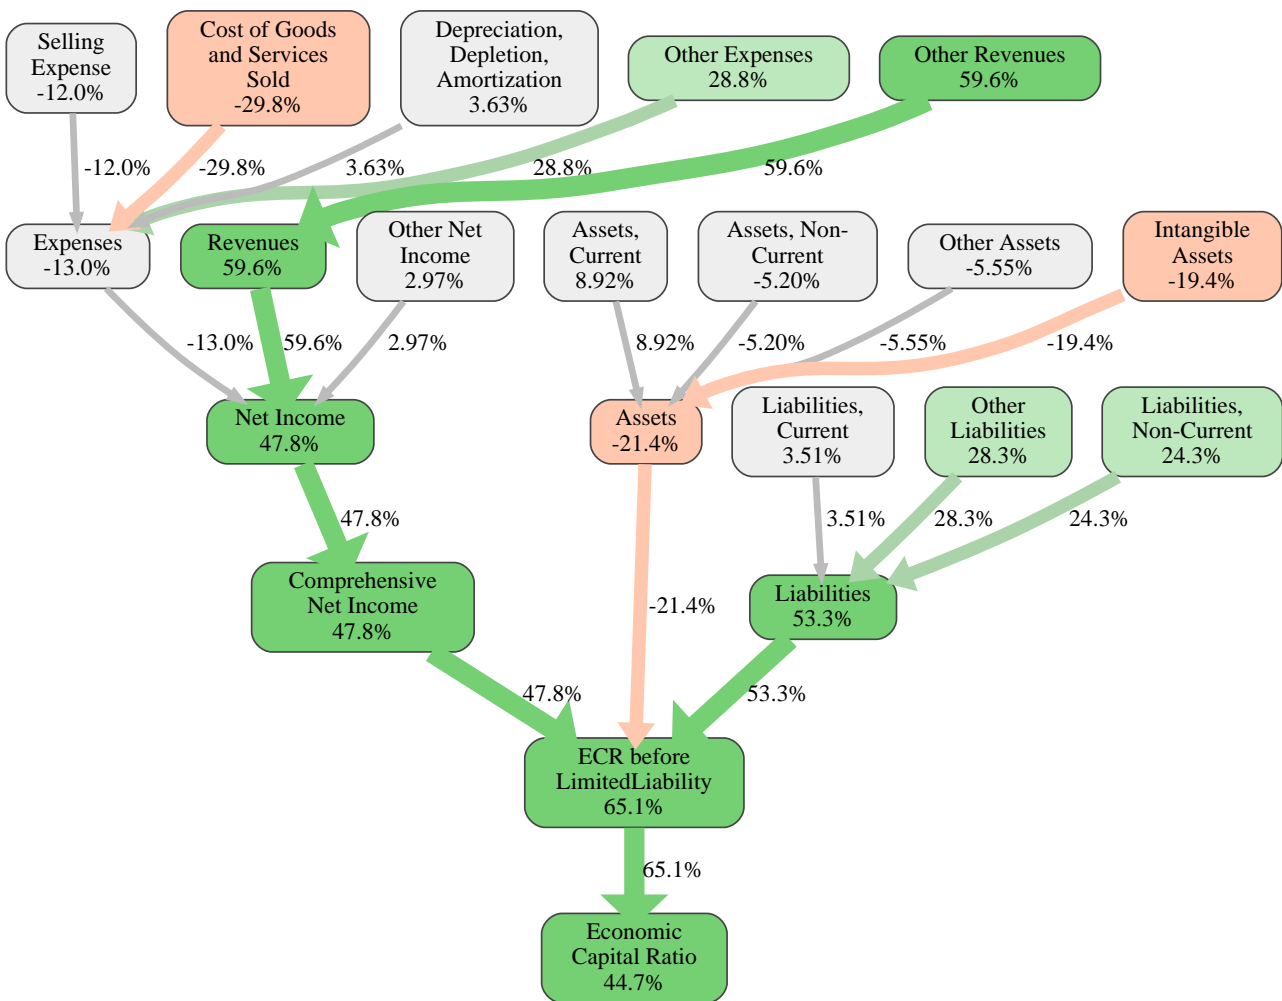 Selling
Expense
-12.0%
Cost of Goods
and Services
Sold
-29.8%
Depreciation,
Depletion,
Amortization
3.63%
Other Expenses
28.8%
Other Revenues
59.6%
-12.0%
-29.8%
3.63%
28.8%
59.6%
Expenses
-13.0%
Revenues
59.6%
Other Net
Income
2.97%
Assets,
Current
8.92%
Assets, Non-
Current
-5.20%
Other Assets
-5.55%
Intangible
Assets
-19.4%
-13.0%
59.6%
2.97%
8.92%
-5.20%
-5.55%
-19.4%
Net Income
47.8%
Assets
-21.4%
Liabilities,
Current
3.51%
Other
Liabilities
28.3%
Liabilities,
Non-Current
24.3%
47.8%
3.51%
28.3%
24.3%
Comprehensive
Net Income
47.8%
-21.4%
Liabilities
53.3%
47.8%
53.3%
ECR before
LimitedLiability
65.1%
65.1%
Economic
Capital Ratio
44.7%